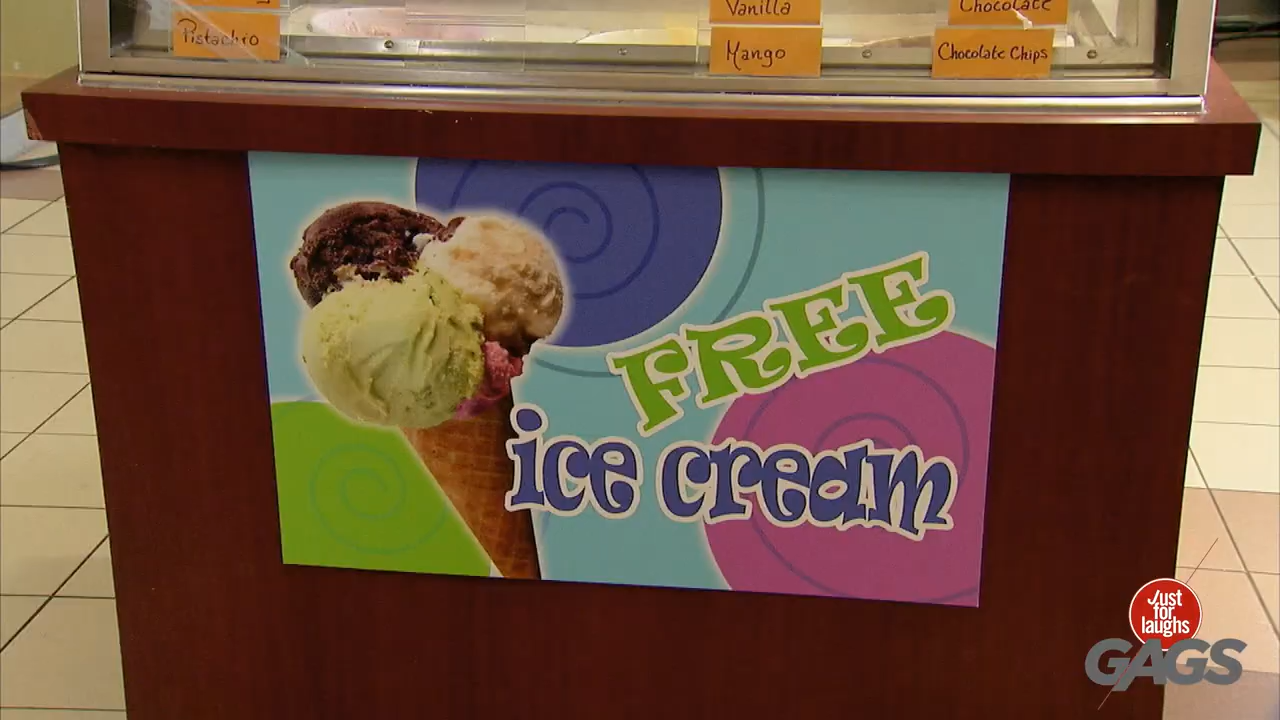 Vanilla
Chocolate
Pistachio
Mango
Chocolate Chips
FREE
ice cream
Just
for
laughs
GAGS